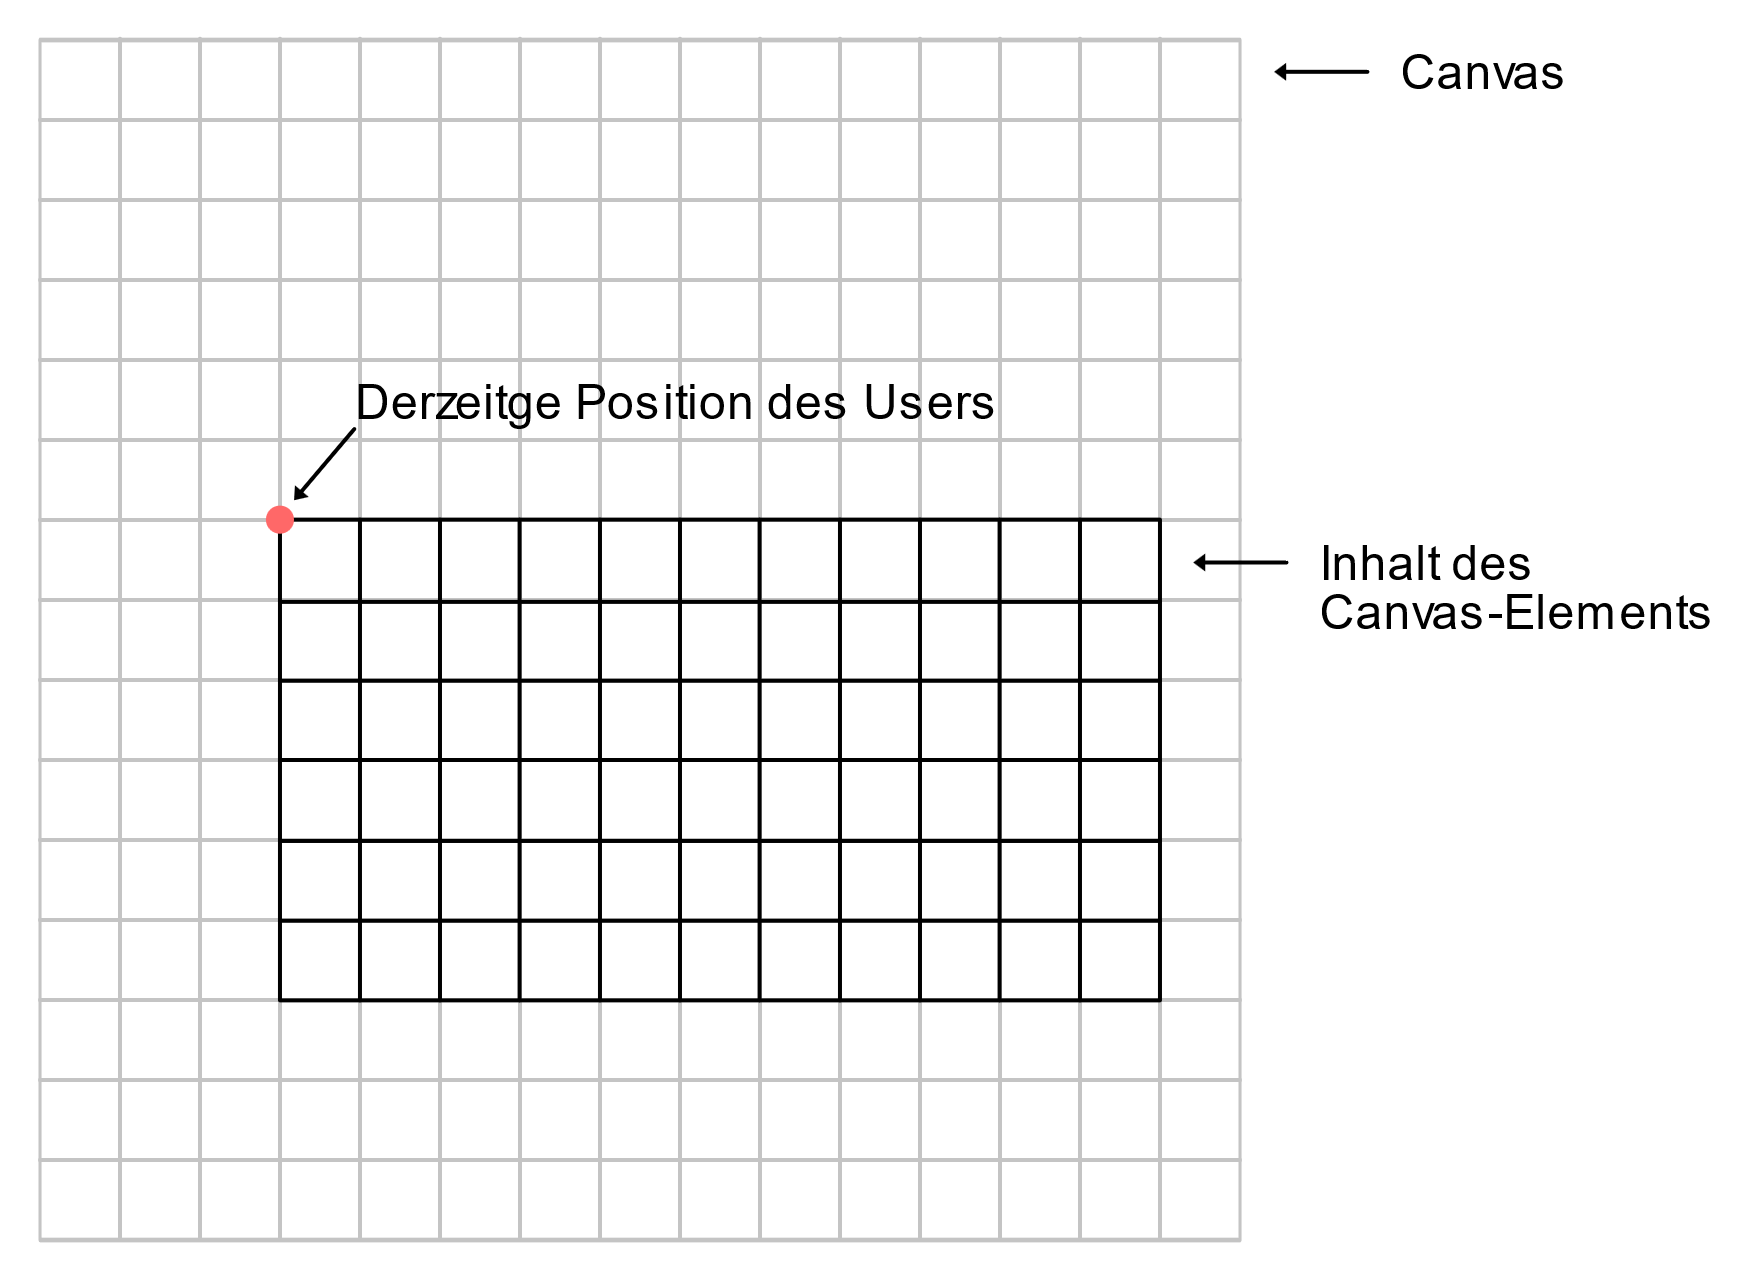 Canvas
Derzeitge Position des Users
Inhalt des
Canvas-Elements